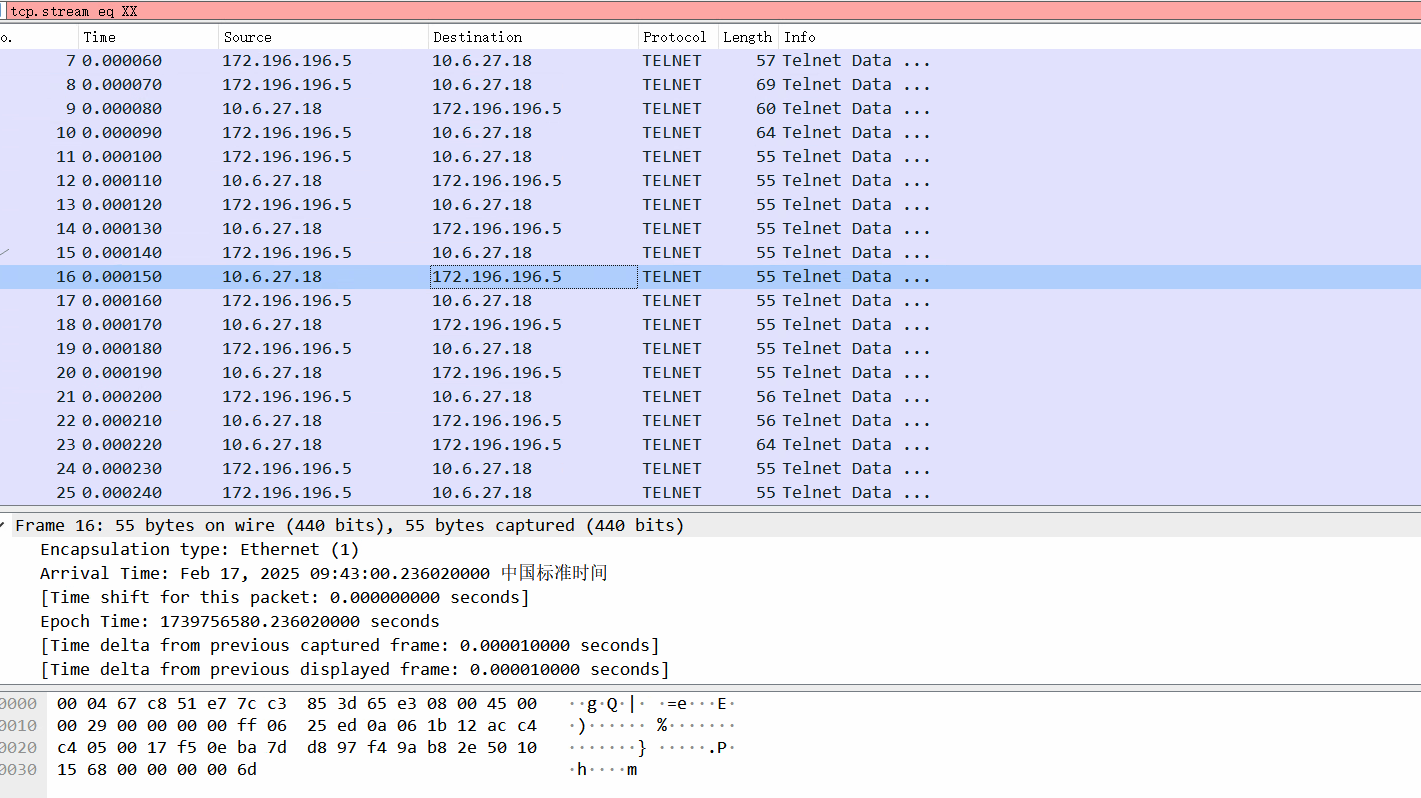 tcp.stream eq XX
o. Time Source Destination Protocol Length Info
7 0.000060 172.196.196.5 10.6.27.18 TELNET 57 Telnet Data ...
8 0.000070 172.196.196.5 10.6.27.18 TELNET 69 Telnet Data ...
9 0.000080 10.6.27.18 172.196.196.5 TELNET 60 Telnet Data ...
10 0.000090 172.196.196.5 10.6.27.18 TELNET 64 Telnet Data ...
11 0.000100 172.196.196.5 10.6.27.18 TELNET 55 Telnet Data ...
12 0.000110 10.6.27.18 172.196.196.5 TELNET 55 Telnet Data ...
13 0.000120 172.196.196.5 10.6.27.18 TELNET 55 Telnet Data ...
14 0.000130 10.6.27.18 172.196.196.5 TELNET 55 Telnet Data ...
15 0.000140 172.196.196.5 10.6.27.18 TELNET 55 Telnet Data ...
16 0.000150 10.6.27.18 172.196.196.5 TELNET 55 Telnet Data ...
17 0.000160 172.196.196.5 10.6.27.18 TELNET 55 Telnet Data ...
18 0.000170 10.6.27.18 172.196.196.5 TELNET 55 Telnet Data ...
19 0.000180 172.196.196.5 10.6.27.18 TELNET 55 Telnet Data ...
20 0.000190 10.6.27.18 172.196.196.5 TELNET 55 Telnet Data ...
21 0.000200 172.196.196.5 10.6.27.18 TELNET 56 Telnet Data ...
22 0.000210 10.6.27.18 172.196.196.5 TELNET 56 Telnet Data ...
23 0.000220 10.6.27.18 172.196.196.5 TELNET 64 Telnet Data ...
24 0.000230 172.196.196.5 10.6.27.18 TELNET 55 Telnet Data ...
25 0.000240 172.196.196.5 10.6.27.18 TELNET 55 Telnet Data ...
Frame 16: 55 bytes on wire (440 bits), 55 bytes captured (440 bits)
Encapsulation type: Ethernet (1)
Arrival Time: Feb 17, 2025 09:43:00.236020000 中国标准时间
[Time shift for this packet: 0.000000000 seconds]
Epoch Time: 1739756580.236020000 seconds
[Time delta from previous captured frame: 0.000010000 seconds]
[Time delta from previous displayed frame: 0.000010000 seconds]
0000 00 04 67 c8 51 e7 7c c3 85 3d 65 e3 08 00 45 00 ··g·Q·|· ·=e···E·
0010 00 29 00 00 00 00 ff 06 25 ed 0a 06 1b 12 ac c4 ·)······ %·······
0020 c4 05 00 17 f5 0e ba 7d d8 97 f4 9a b8 2e 50 10 ·······} ·····.P·
0030 15 68 00 00 00 00 6d ·h····m